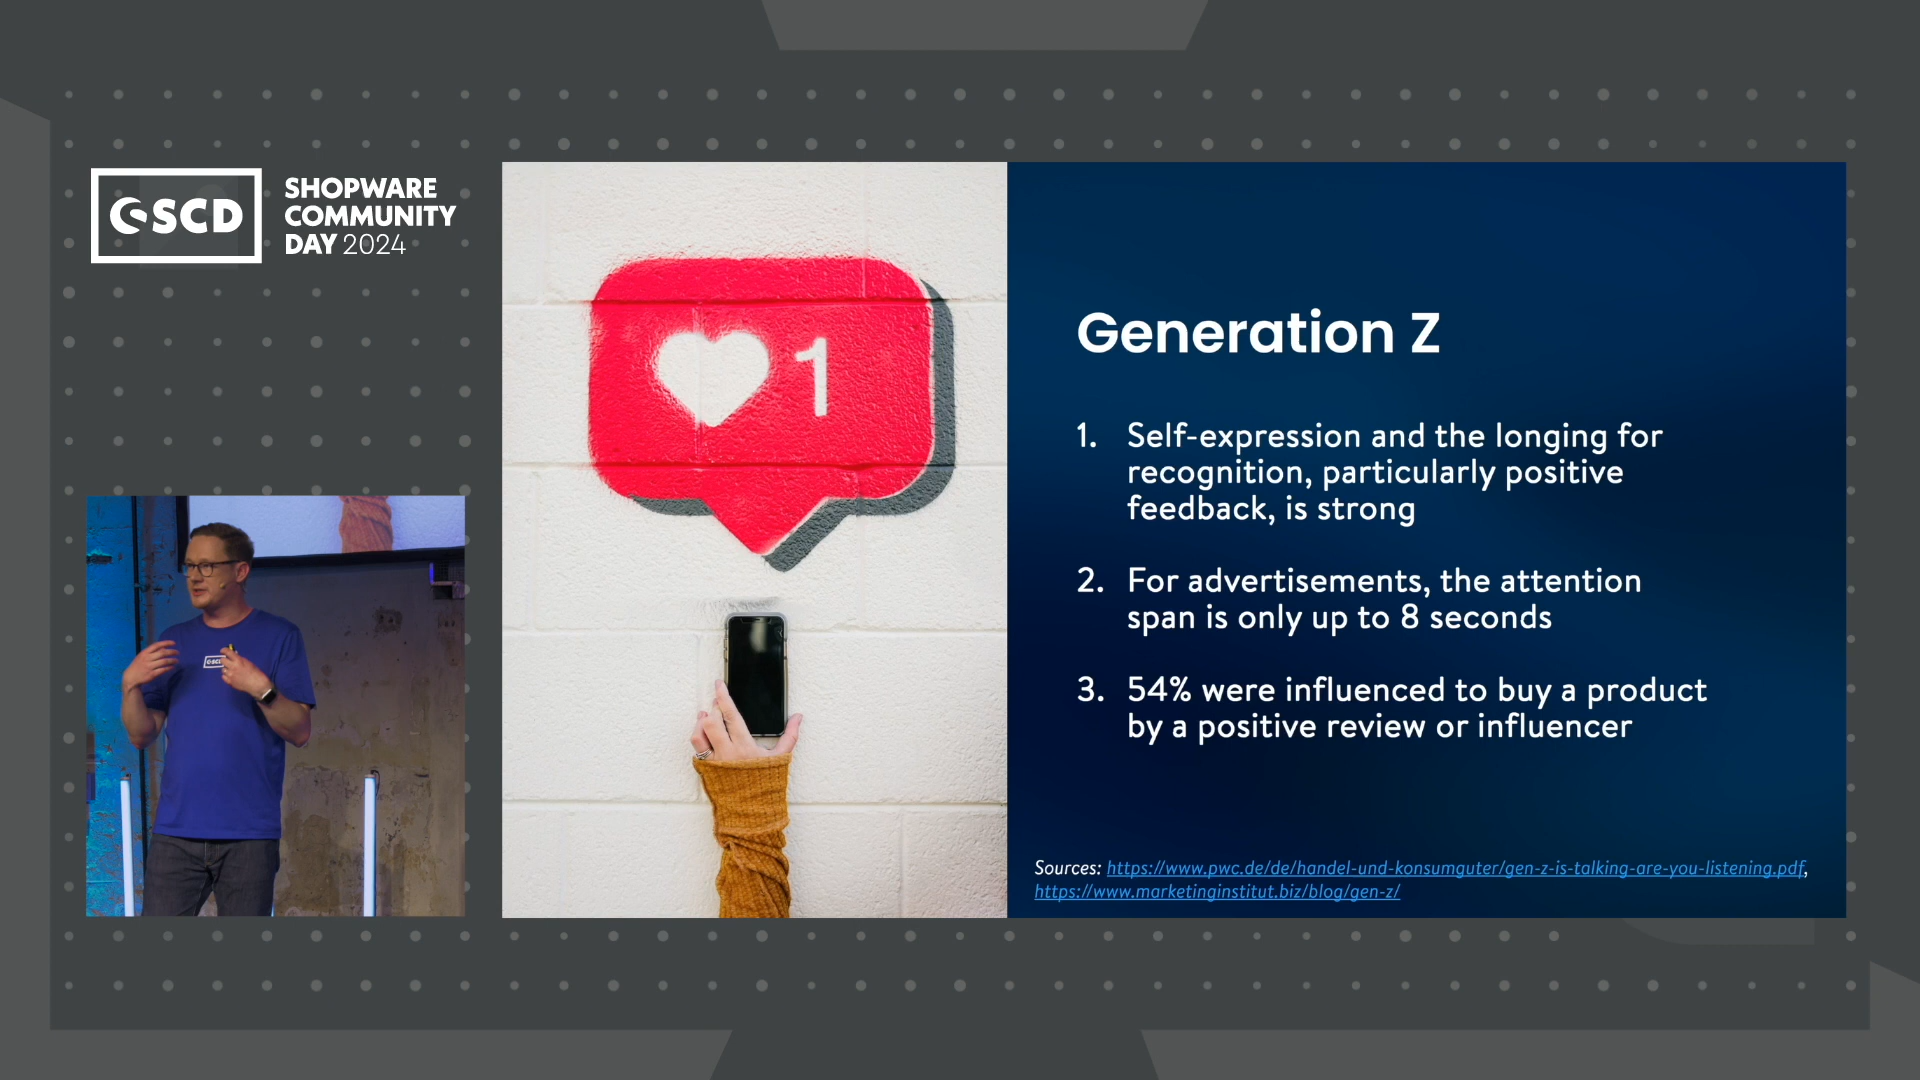 SCD
SHOPWARE
COMMUNITY
DAY 2024
1
Generation Z
1. Self-expression and the longing for
recognition, particularly positive
feedback, is strong
2. For advertisements, the attention
span is only up to 8 seconds
3. 54% were influenced to buy a product
by a positive review or influencer
Sources: https://www.pwc.de/de/handel-und-konsumguter/gen-z-is-talking-are-you-listening.pdf,
https://www.marketinginstitut.biz/blog/gen-z/
SCD